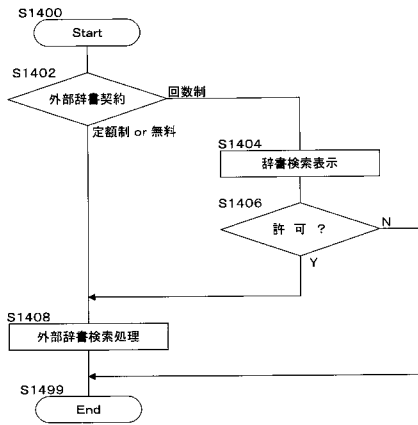 S1400
Start
S1402
外部辞書契約
回数制
定額制 or 無料
S1404
辞書検索表示
S1406
許 可 ?
N
Y
S1408
外部辞書検索処理
S1499
End